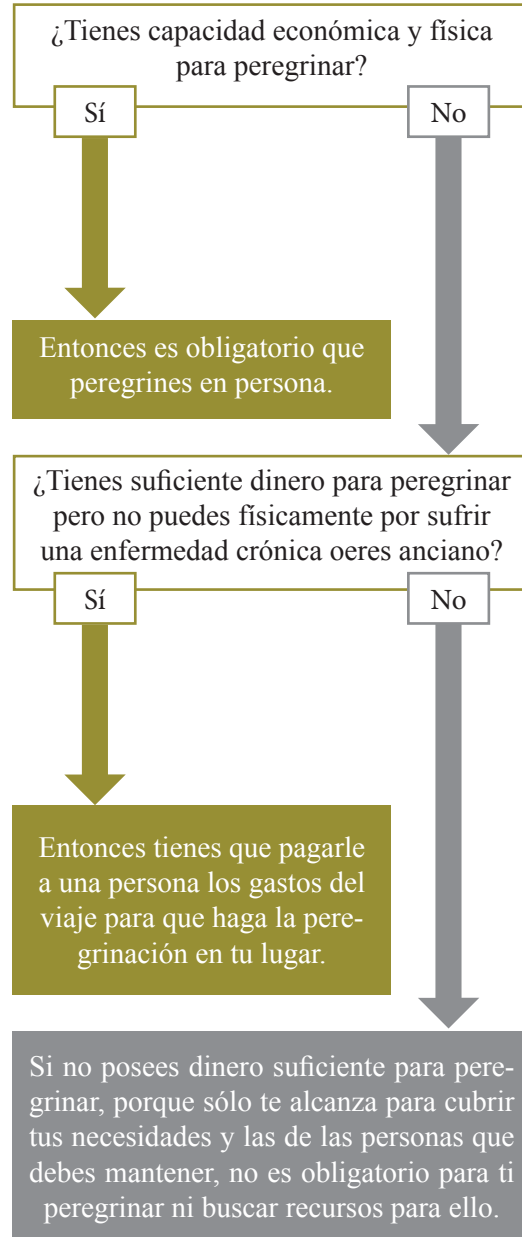 ¿Tienes capacidad económica y física
para peregrinar?
Sí
No
Entonces es obligatorio que
peregrines en persona.
¿Tienes suficiente dinero para peregrinar
pero no puedes físicamente por sufrir
una enfermedad crónica oeres anciano?
Sí
No
Entonces tienes que pagarle
a una persona los gastos del
viaje para que haga la pere-
grinación en tu lugar.
Si no posees dinero suficiente para pere-
grinar, porque sólo te alcanza para cubrir
tus necesidades y las de las personas que
debes mantener, no es obligatorio para ti
peregrinar ni buscar recursos para ello.